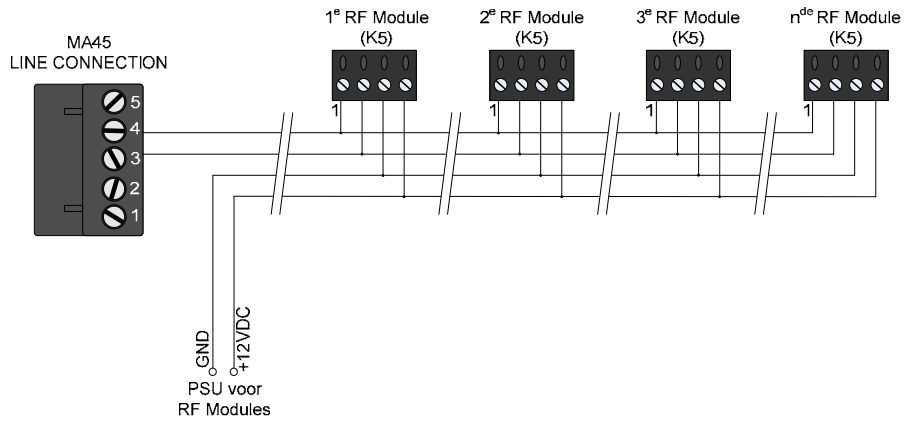 MA45
LINE CONNECTION
5
4
3
2
1
1e RF Module
(K5)
1
2e RF Module
(K5)
1
3e RF Module
(K5)
1
nde RF Module
(K5)
1
GND
+12VDC
PSU voor
RF Modules